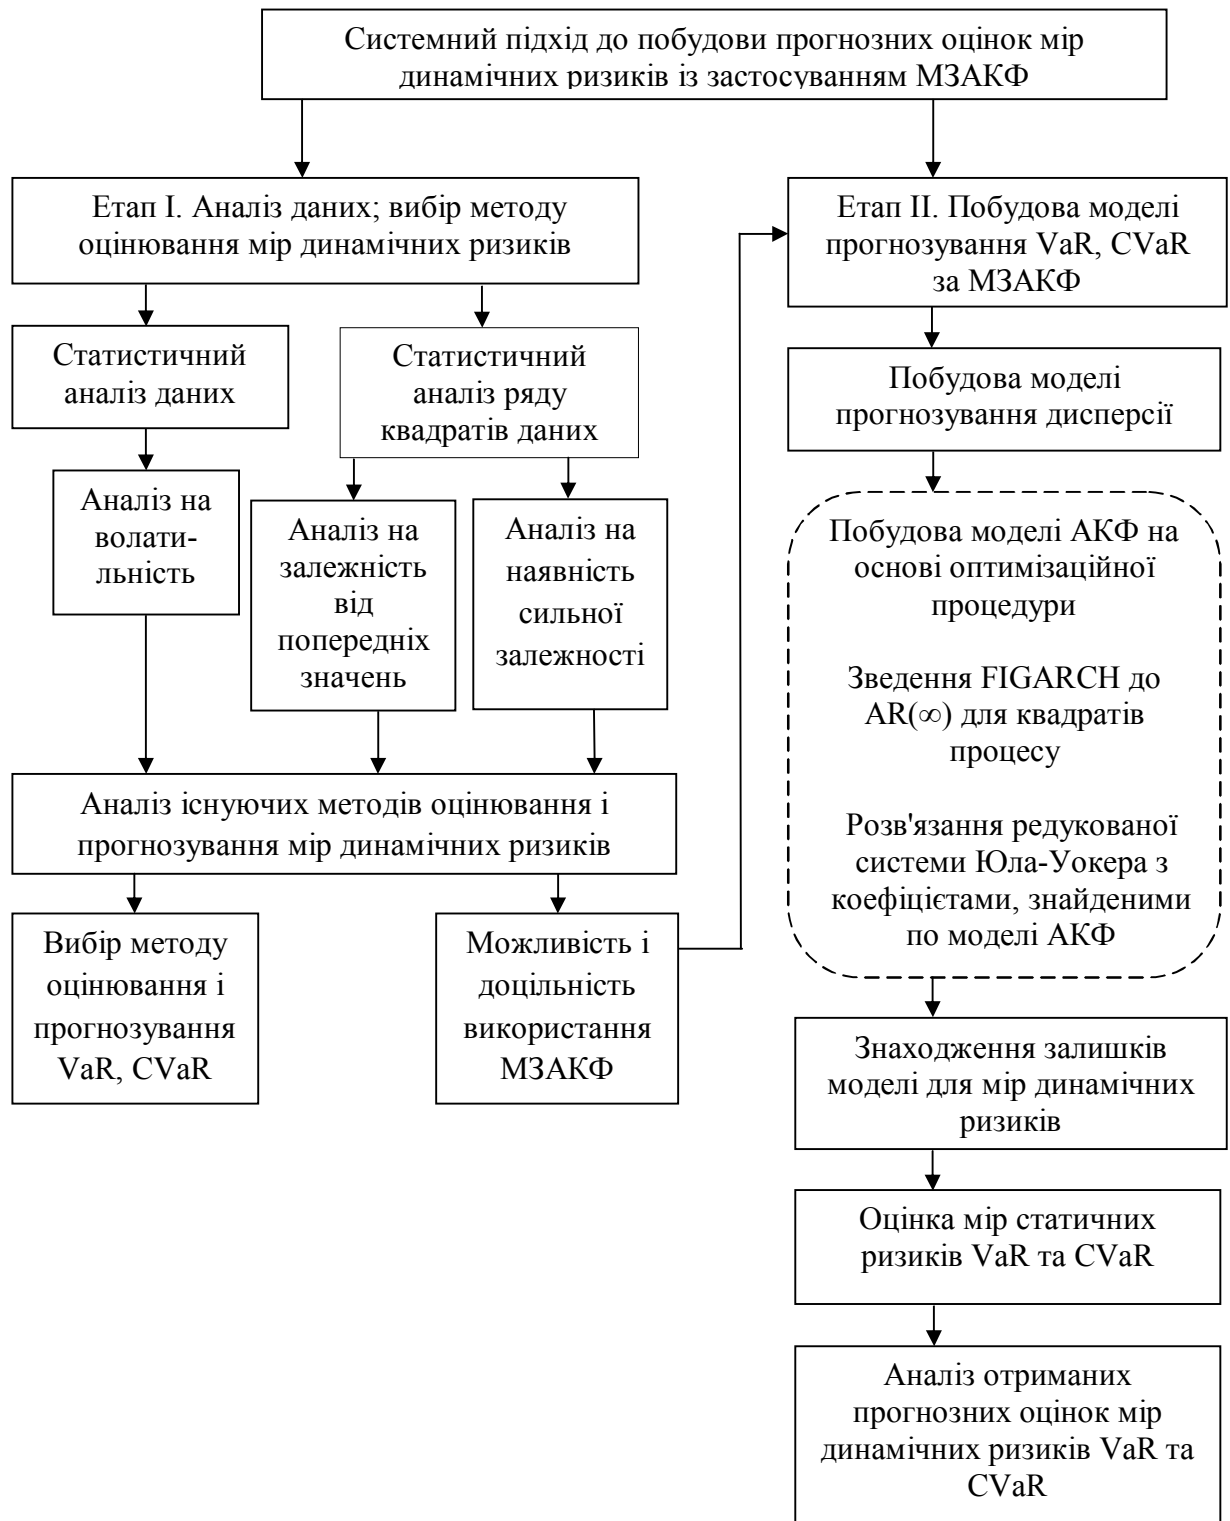 Системний підхід до побудови прогнозних оцінок мір
динамічних ризиків із застосуванням МЗАКФ
Етап I. Аналіз даних; вибір методу
оцінювання мір динамічних ризиків
Статистичний
аналіз даних
Статистичний
аналіз ряду
квадратів даних
Аналіз на
волати-
льність
Аналіз на
залежність
від
попередніх
значень
Аналіз на
наявність
сильної
залежності
Аналіз існуючих методів оцінювання і
прогнозування мір динамічних ризиків
Вибір методу
оцінювання і
прогнозування
VaR, CVaR
Можливість і
доцільність
використання
МЗАКФ
Етап II. Побудова моделі
прогнозування VaR, CVaR
за МЗАКФ
Побудова моделі
прогнозування дисперсії
Побудова моделі АКФ на
основі оптимізаційної
процедури
Зведення FIGARCH до
AR(∞) для квадратів
процесу
Розв'язання редукованої
системи Юла-Уокера з
коефіцієтами, знайденими
по моделі АКФ
Знаходження залишків
моделі для мір динамічних
ризиків
Оцінка мір статичних
ризиків VaR та CVaR
Аналіз отриманих
прогнозних оцінок мір
динамічних ризиків VaR та
CVaR